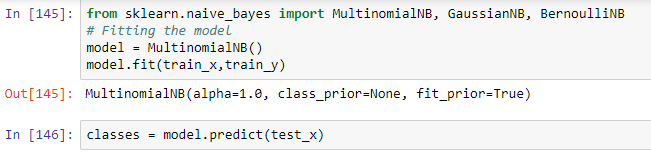 In [145]: from sklearn.naive_bayes import MultinomialNB, GaussianNB, BernoulliNB
# Fitting the model
model = MultinomialNB()
model.fit(train_x,train_y)
Out[145]: MultinomialNB(alpha=1.0, class_prior=None, fit_prior=True)
In [146]: classes = model.predict(test_x)